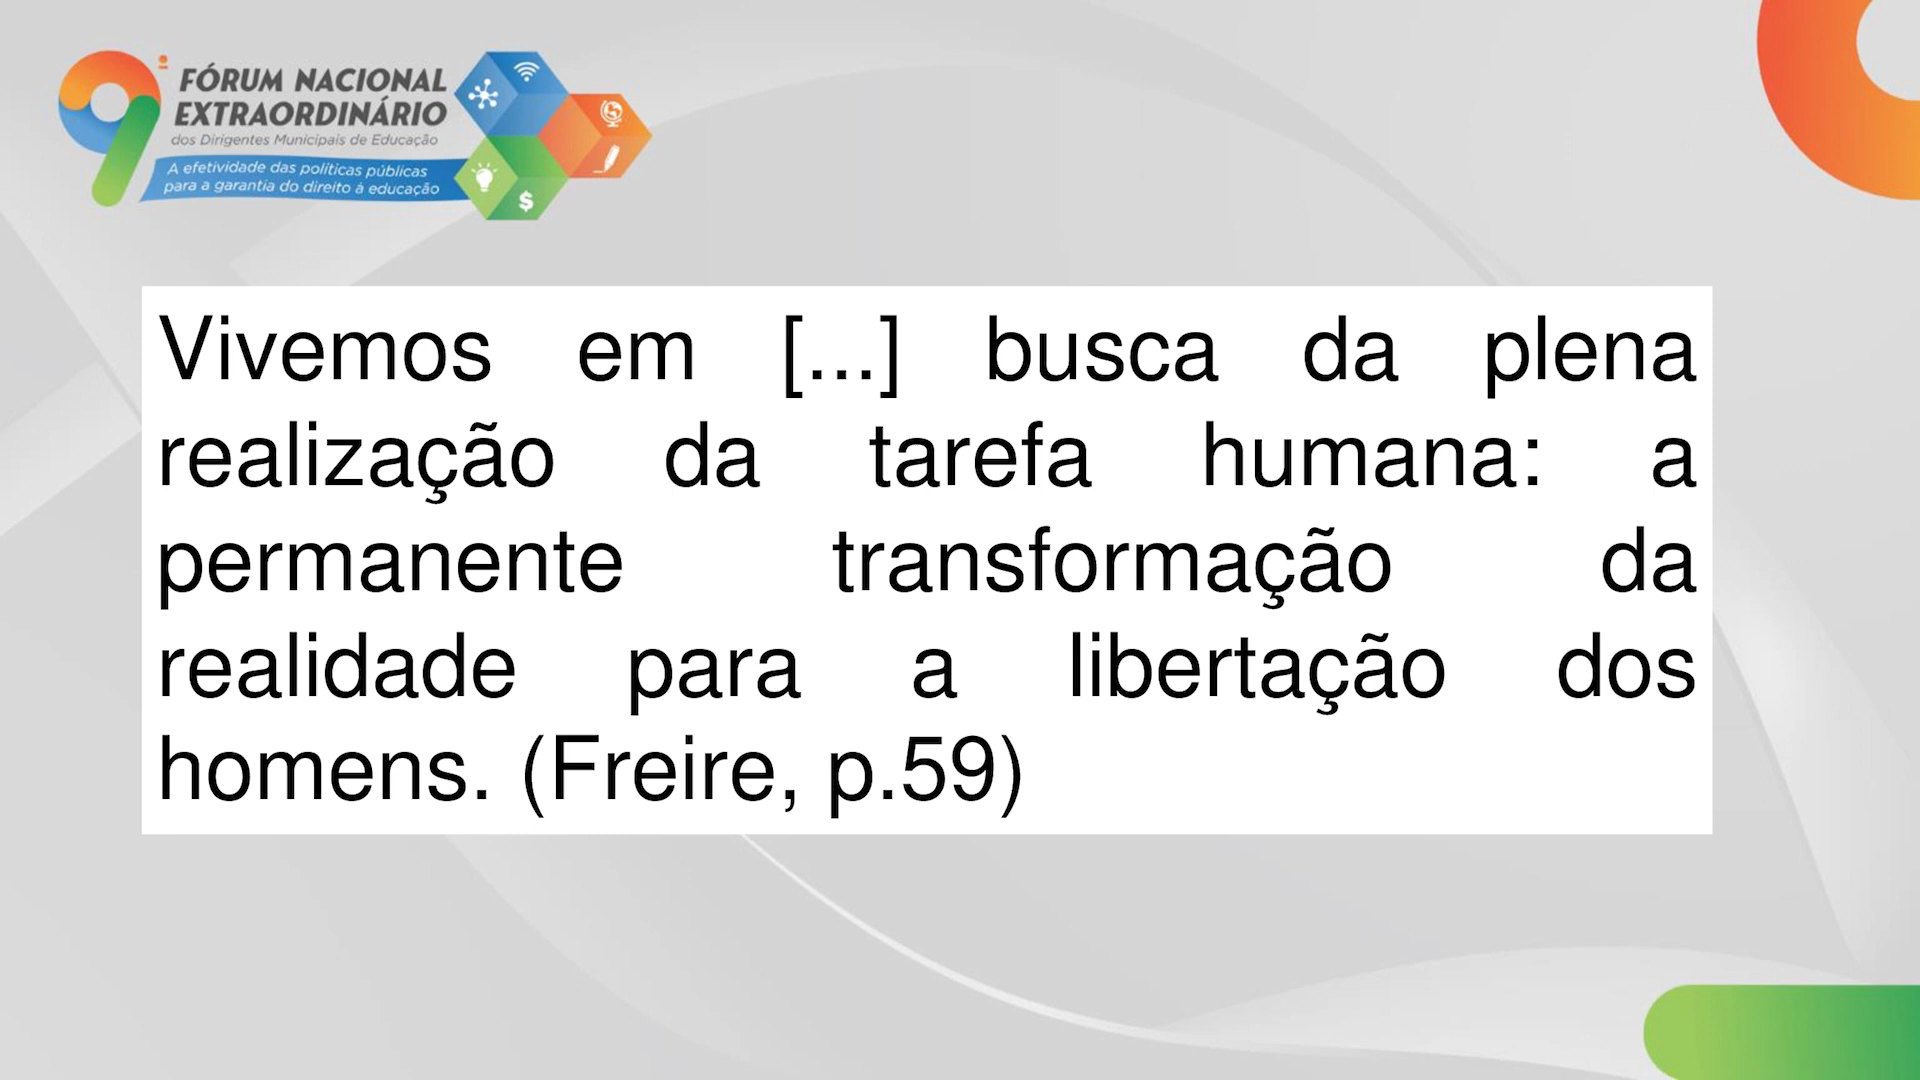 9º
FÓRUM NACIONAL
EXTRAORDINÁRIO
dos Dirigentes Municipais de Educação
A efetividade das políticas públicas
para a garantia do direito à educação
$
Vivemos em [...] busca da plena
realização da tarefa humana: a
permanente transformação da
realidade para a libertação dos
homens. (Freire, p.59)